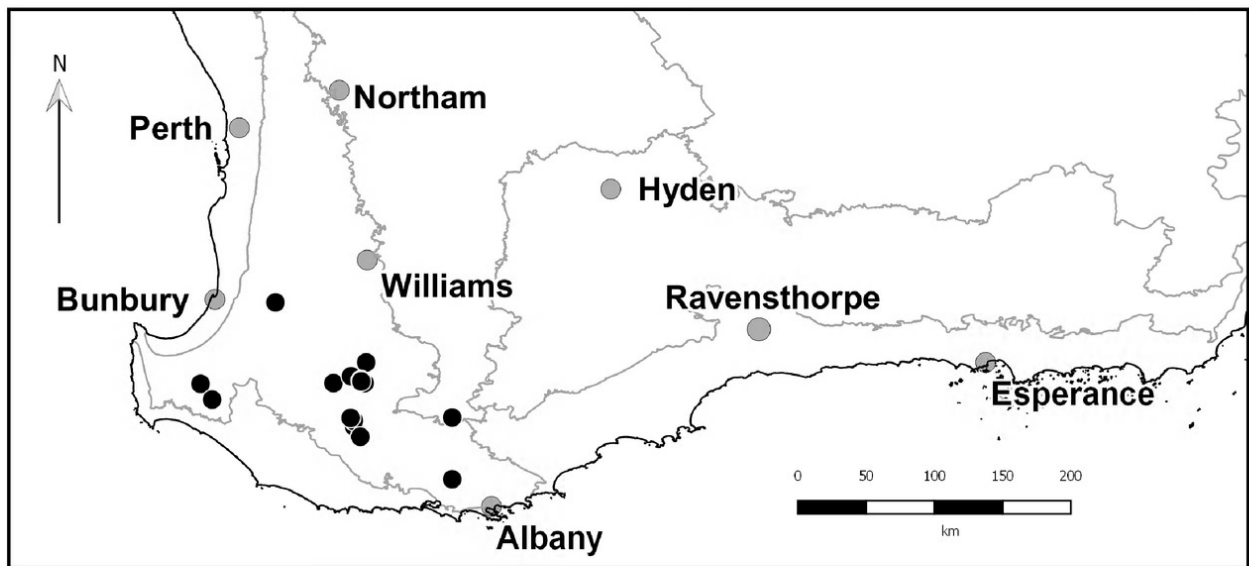 N
Northam
Perth
Hyden
Williams
Bunbury
Ravensthorpe
Esperance
0 50 100 150 200
km
Albany